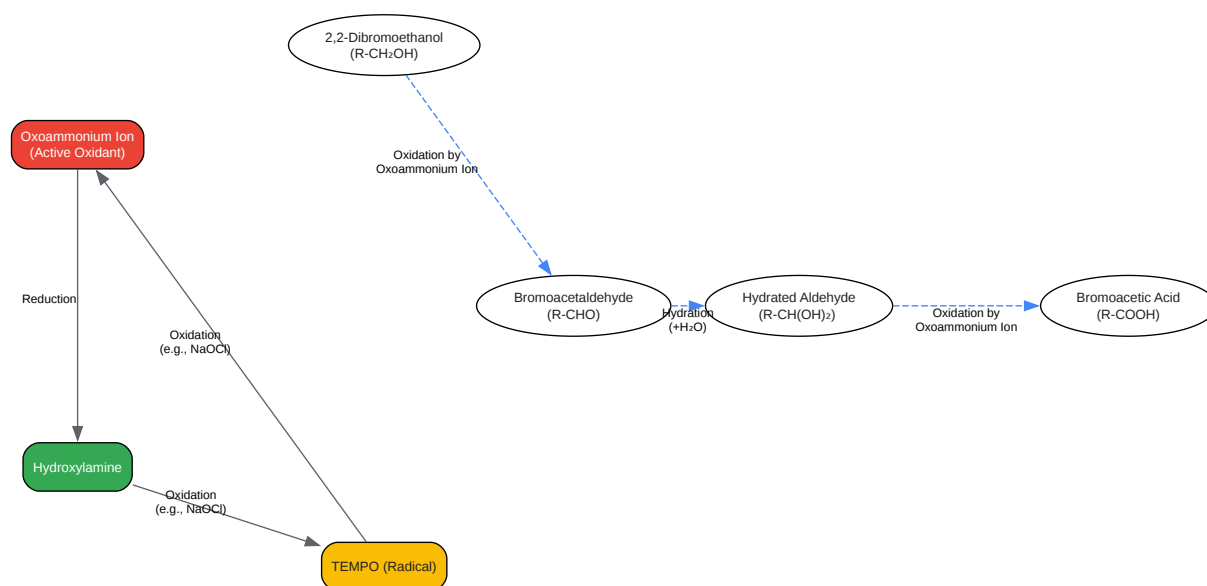 2,2-Dibromoethanol
(R-CH₂OH)
Oxoammonium Ion
(Active Oxidant)
Oxidation by
Oxoammonium Ion
Reduction
Bromoacetaldehyde
(R-CHO)
Hydration
(+H₂O)
Hydrated Aldehyde
(R-CH(OH)₂)
Oxidation by
Oxoammonium Ion
Bromoacetic Acid
(R-COOH)
Oxidation
(e.g., NaOCl)
Hydroxylamine
Oxidation
(e.g., NaOCl)
TEMPO (Radical)